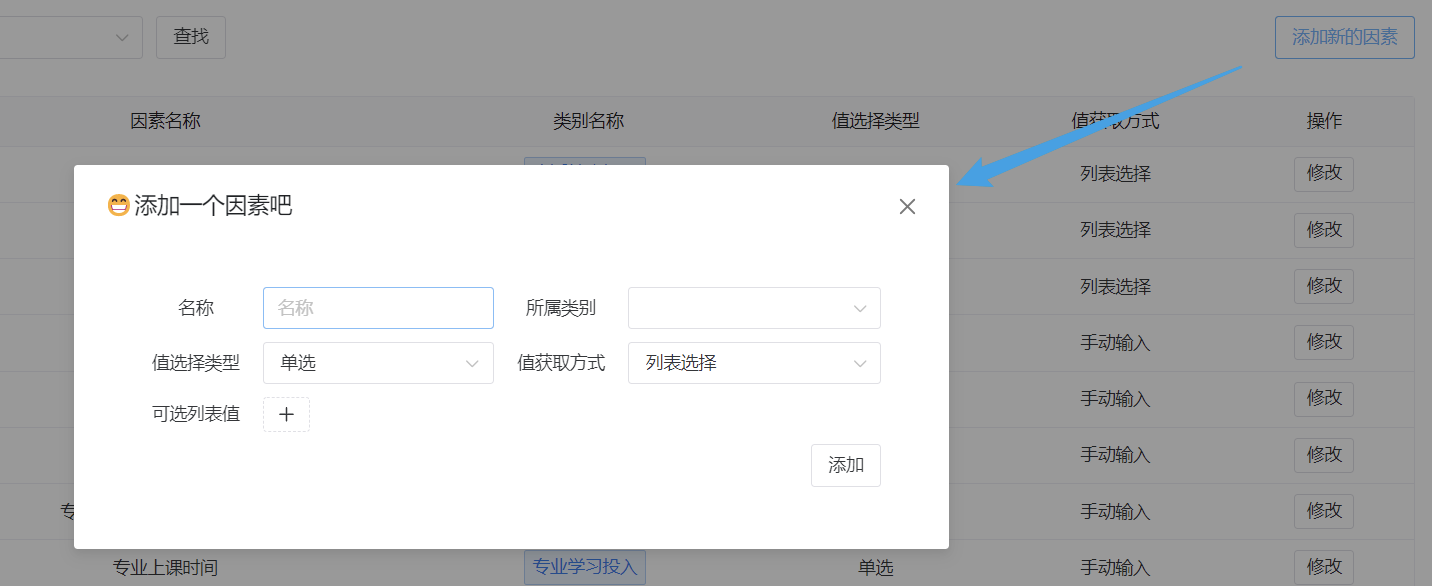 查找
添加新的因素
因素名称 类别名称 值选择类型 值获取方式 操作
列表选择 修改
😁添加一个因素吧
列表选择 修改
列表选择 修改
名称 名称 所属类别
手动输入 修改
值选择类型 单选 值获取方式 列表选择
手动输入 修改
可选列表值 +
手动输入 修改
添加
专
手动输入 修改
专业上课时间 专业学习投入 单选 手动输入 修改